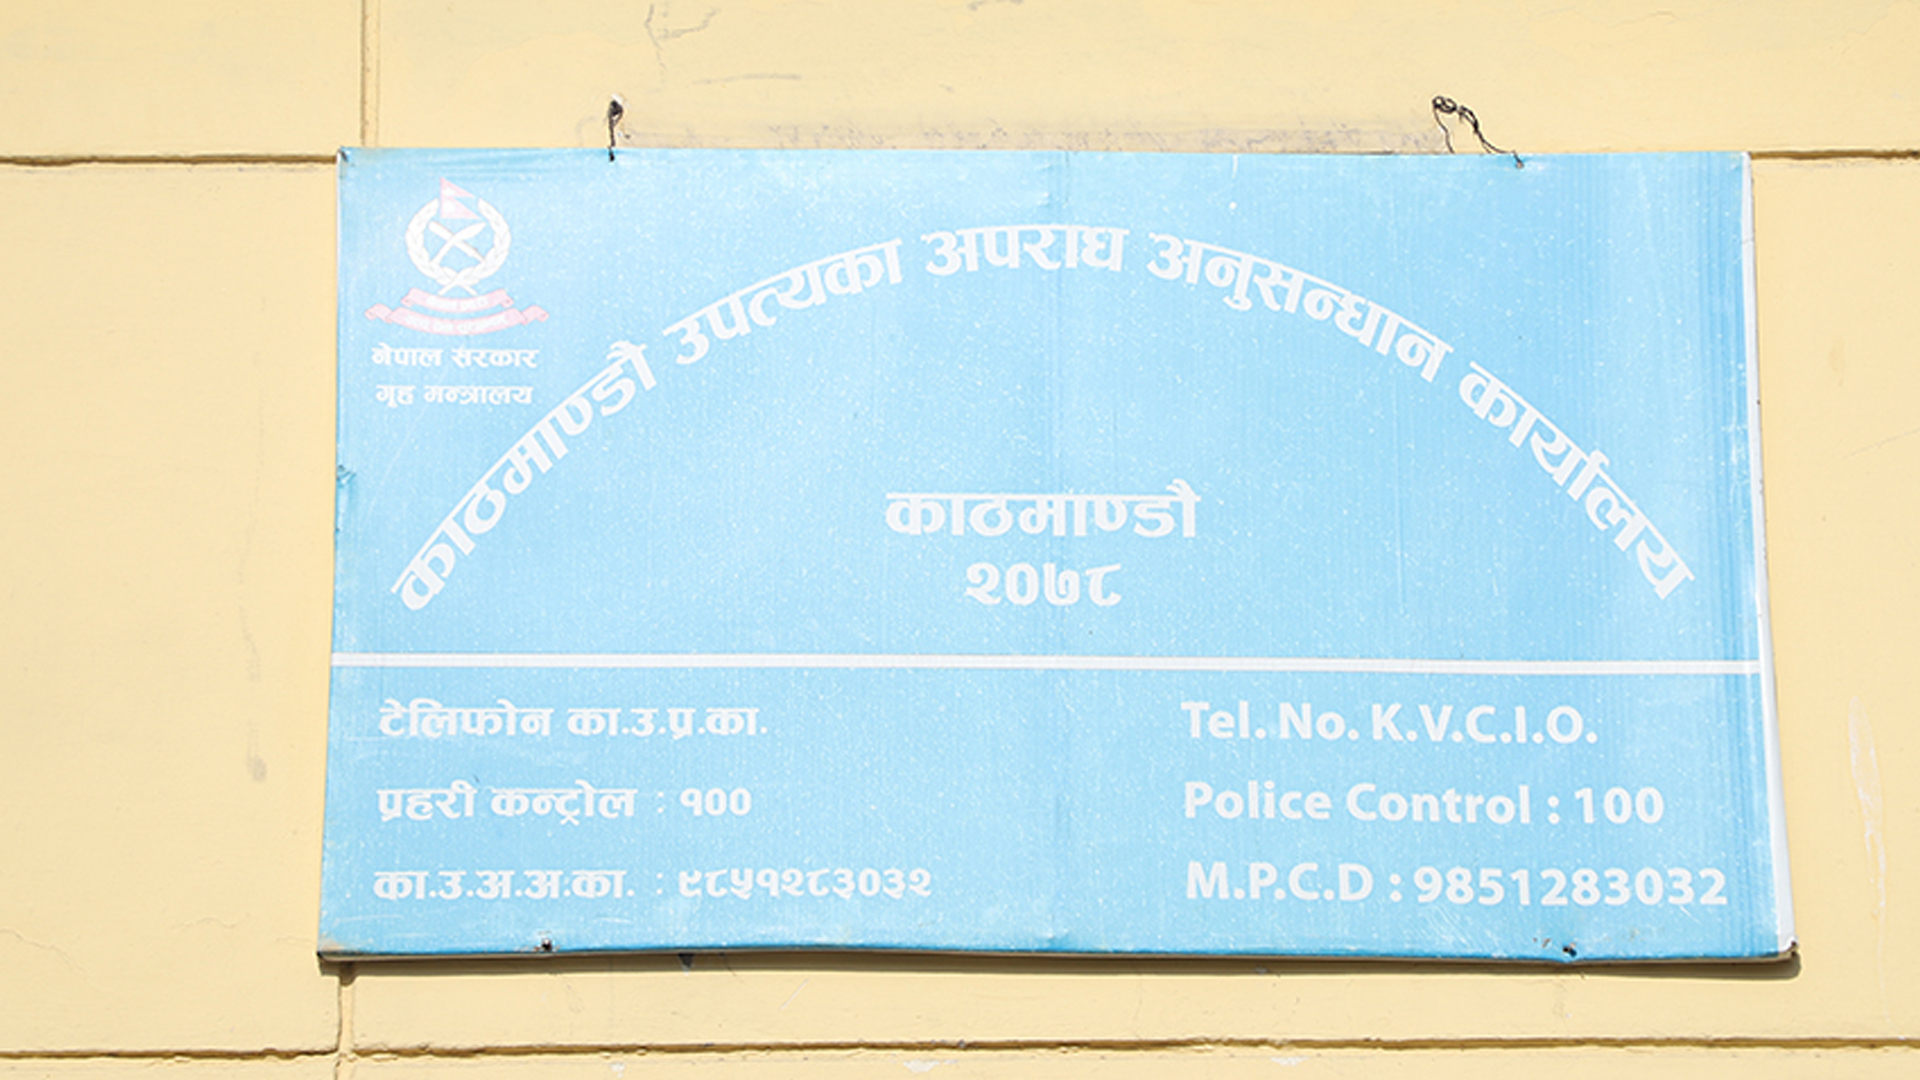 नेपाल सरकार
गृह मन्त्रालय
काठमाण्डौ उपत्यका अपराध अनुसन्धान कार्यालय
काठमाण्डौ
२०७८
टेलिफोन का.उ.प्र.का.
प्रहरी कन्ट्रोल : १००
का.उ.अ.अ.का. : ९८५१२८३०३२
Tel. No. K.V.C.I.O.
Police Control : 100
M.P.C.D : 9851283032